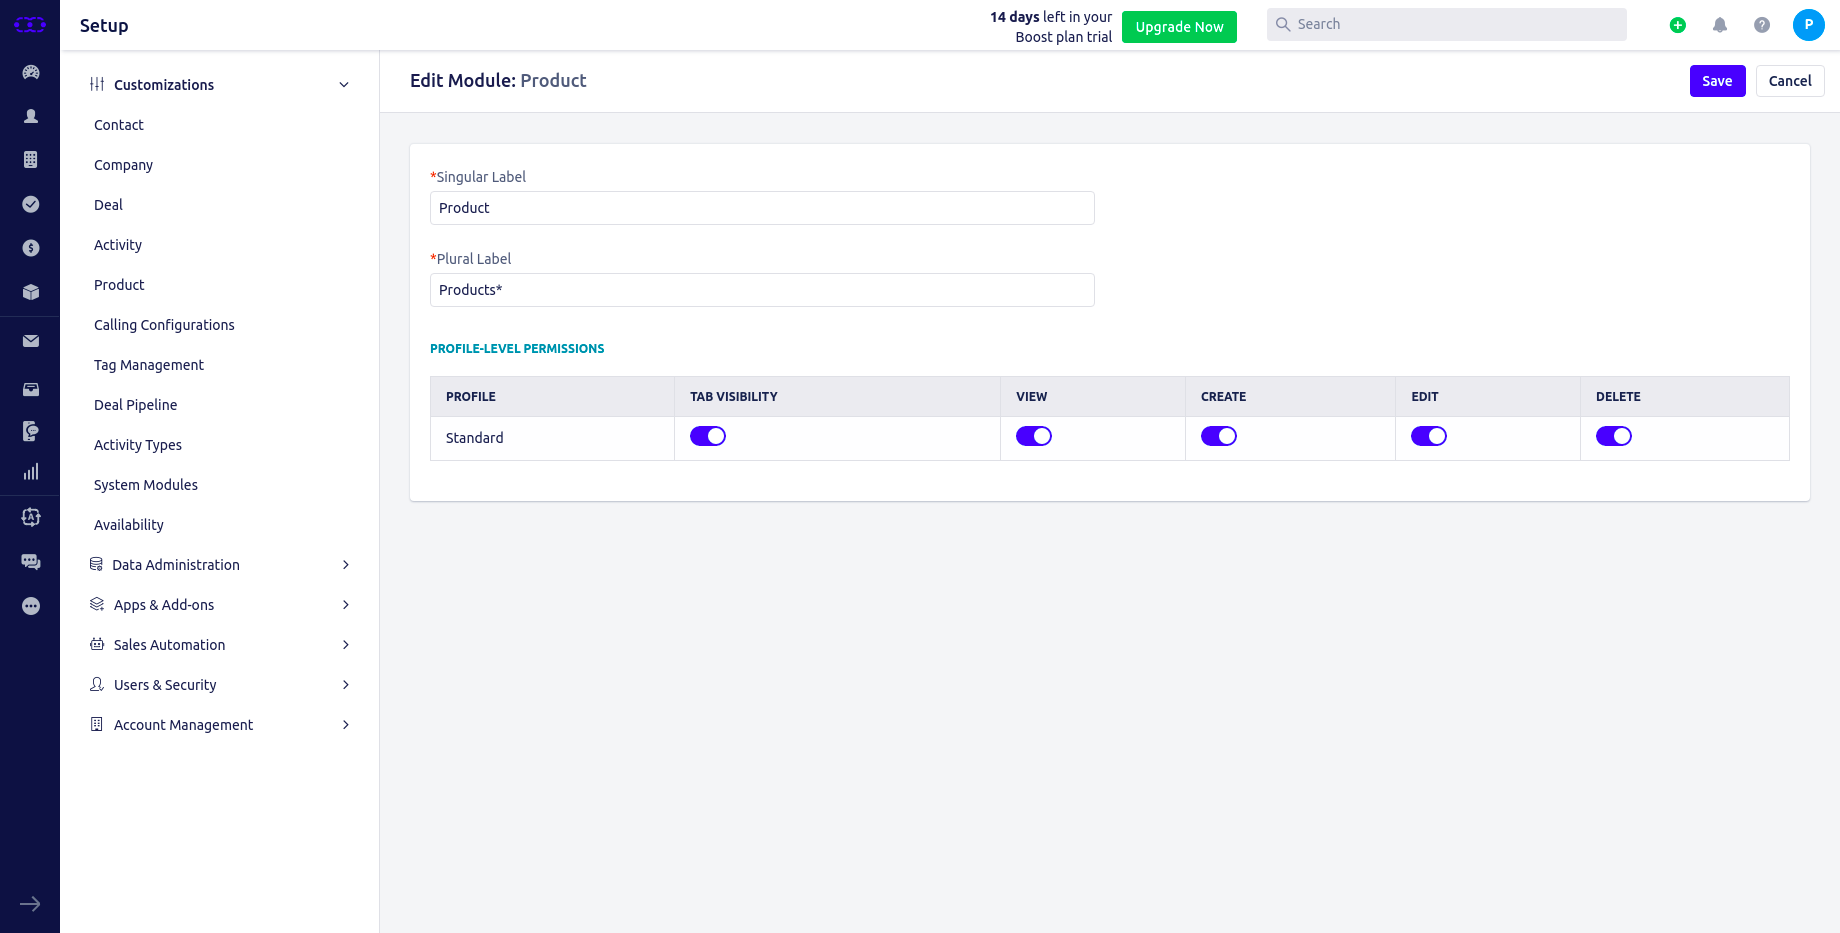 Setup
14 days left in your
Boost plan trial
Upgrade Now
Search
P
Customizations
Contact
Company
Deal
Activity
Product
Calling Configurations
Tag Management
Deal Pipeline
Activity Types
System Modules
Availability
Data Administration
Apps & Add-ons
Sales Automation
Users & Security
Account Management
Edit Module: Product
Save
Cancel
*Singular Label
Product
*Plural Label
Products*
PROFILE-LEVEL PERMISSIONS
PROFILE TAB VISIBILITY VIEW CREATE EDIT DELETE
Standard